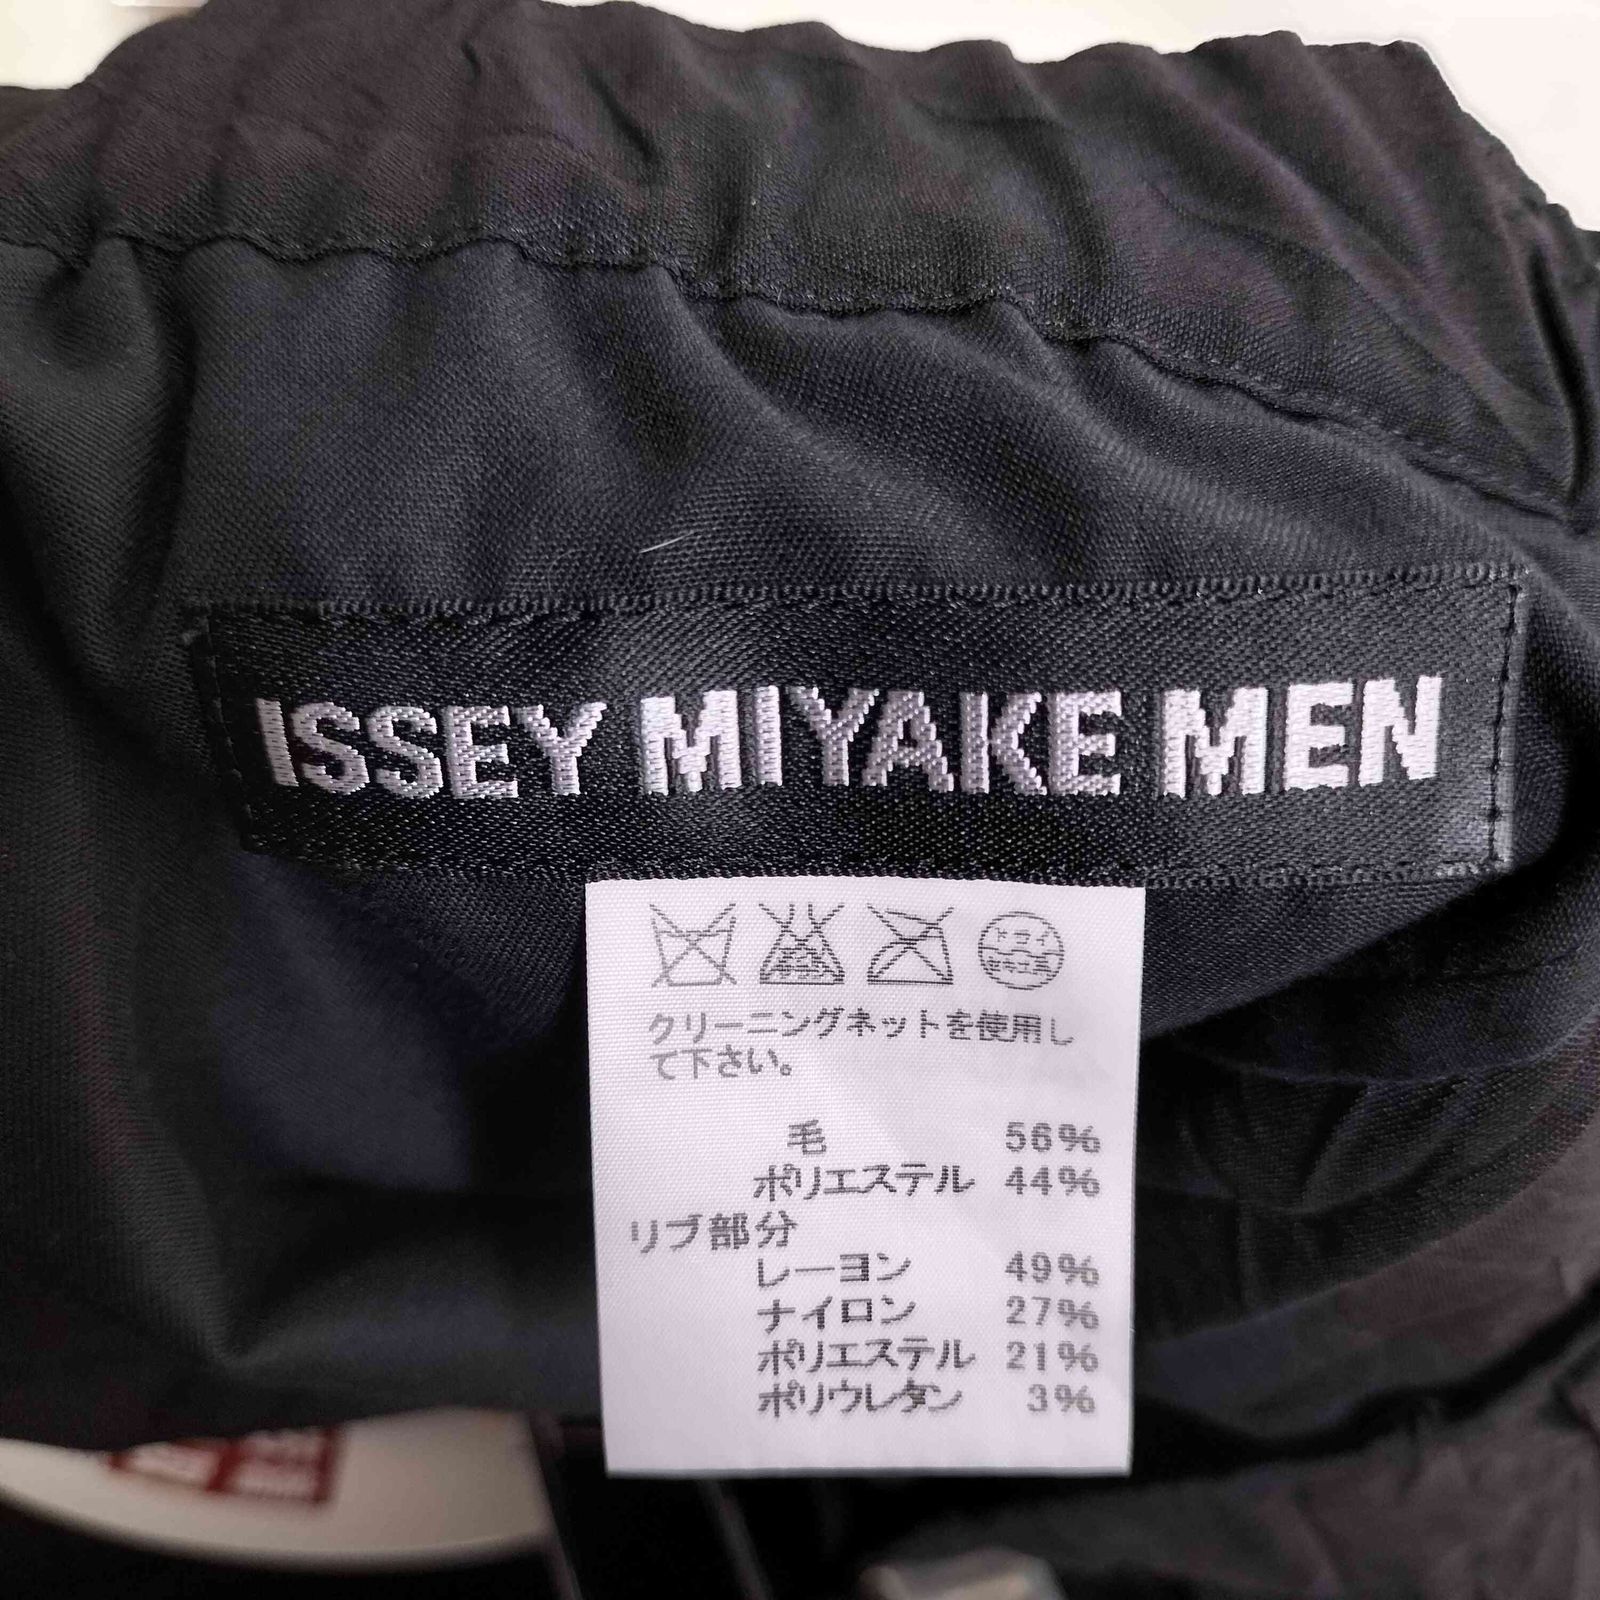 ISSEY MIYAKE MEN
ドライ
クリーニングネットを使用し
て下さい。
毛 56%
ポリエステル 44%
リブ部分
レーヨン 49%
ナイロン 27%
ポリエステル 21%
ポリウレタン 3%